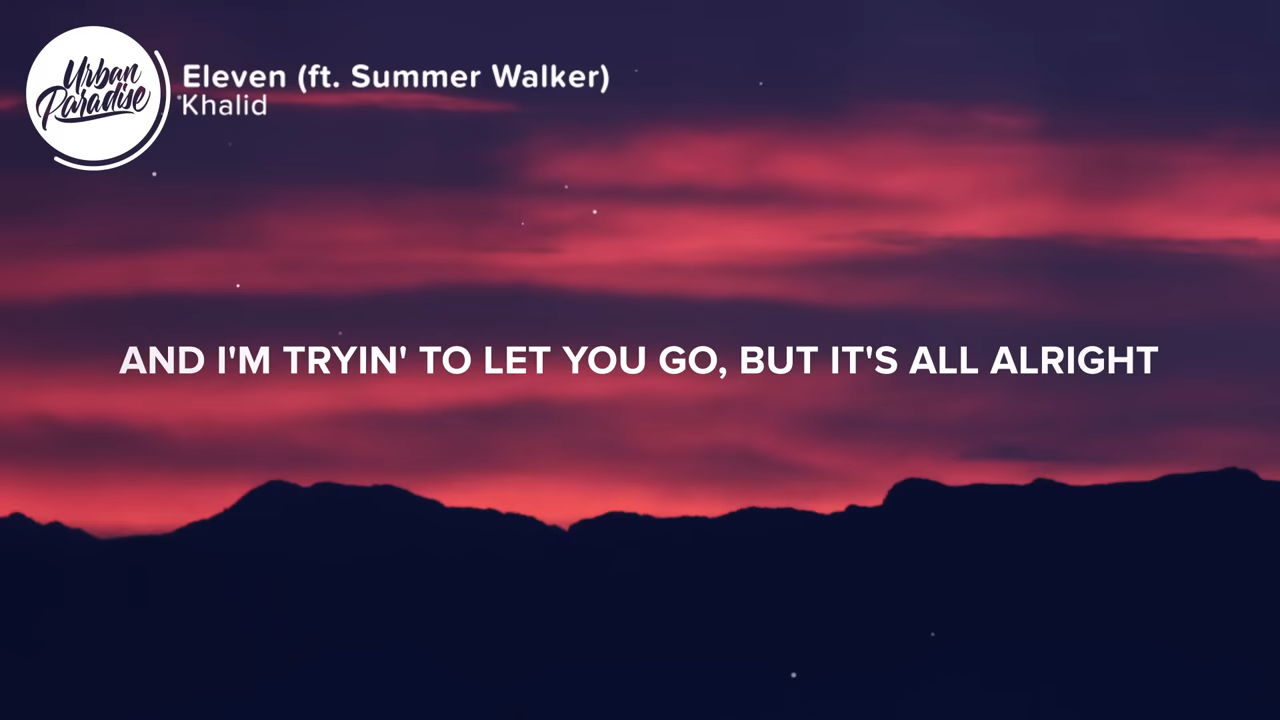 Urban
Paradise
Eleven (ft. Summer Walker)
Khalid
AND I'M TRYIN' TO LET YOU GO, BUT IT'S ALL ALRIGHT